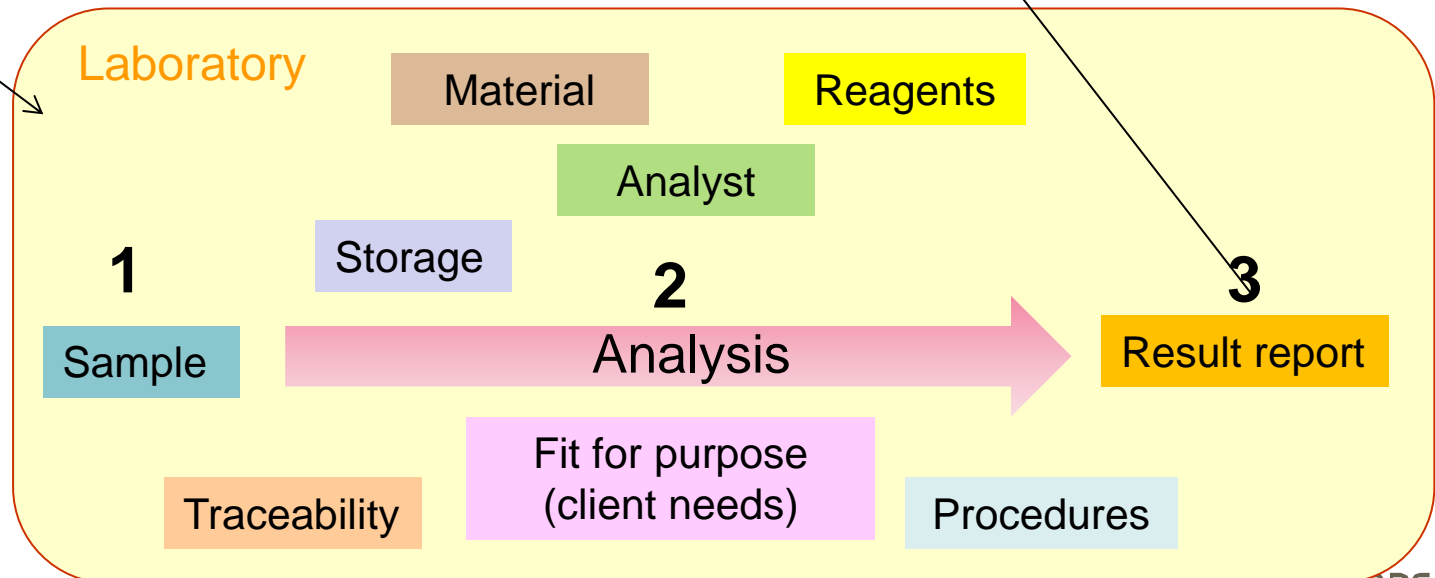 Laboratory
Material
Reagents
Analyst
Storage
1
2
3
Sample
Analysis
Result report
Fit for purpose
(client needs)
Traceability
Procedures